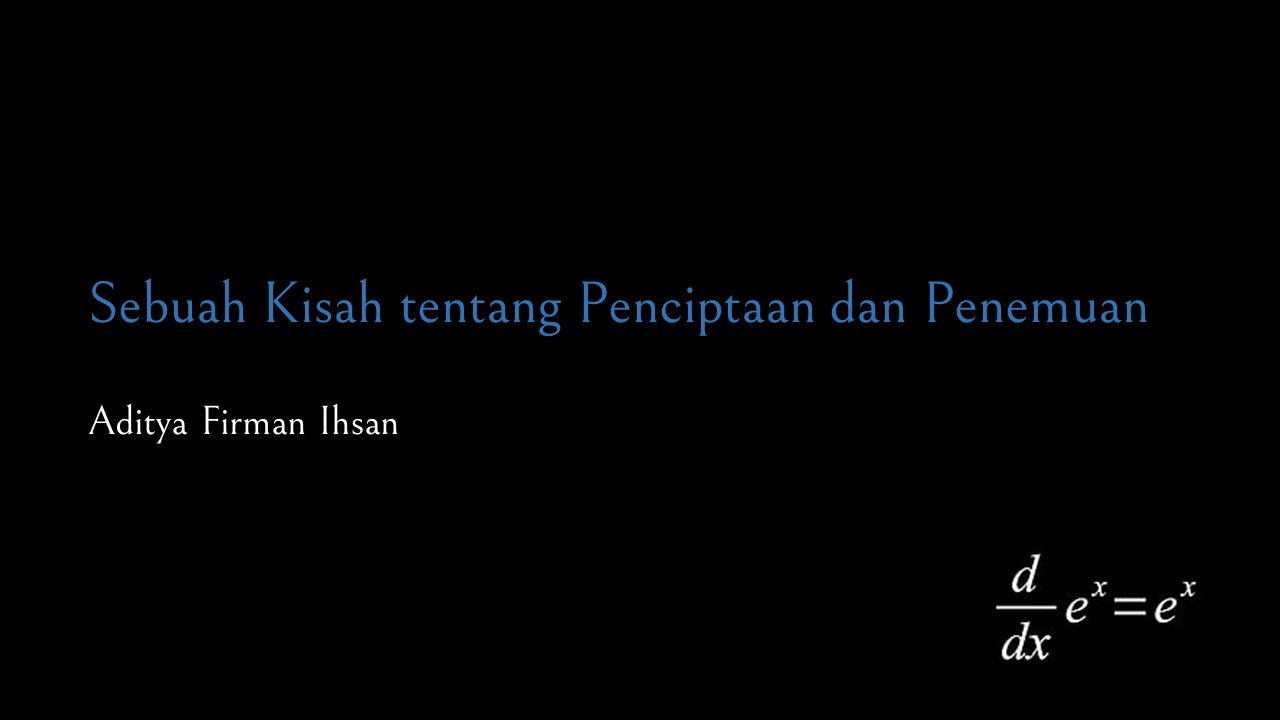 Sebuah Kisah tentang Penciptaan dan Penemuan
Aditya Firman Ihsan
d/dx e^x = e^x